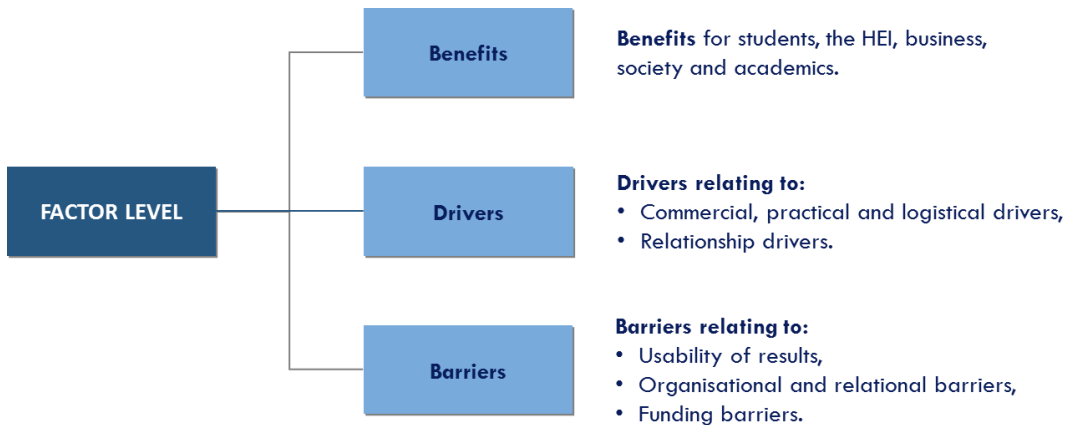 FACTOR LEVEL
Benefits
Benefits for students, the HEI, business,
society and academics.
Drivers
Drivers relating to:
• Commercial, practical and logistical drivers,
• Relationship drivers.
Barriers
Barriers relating to:
• Usability of results,
• Organisational and relational barriers,
• Funding barriers.